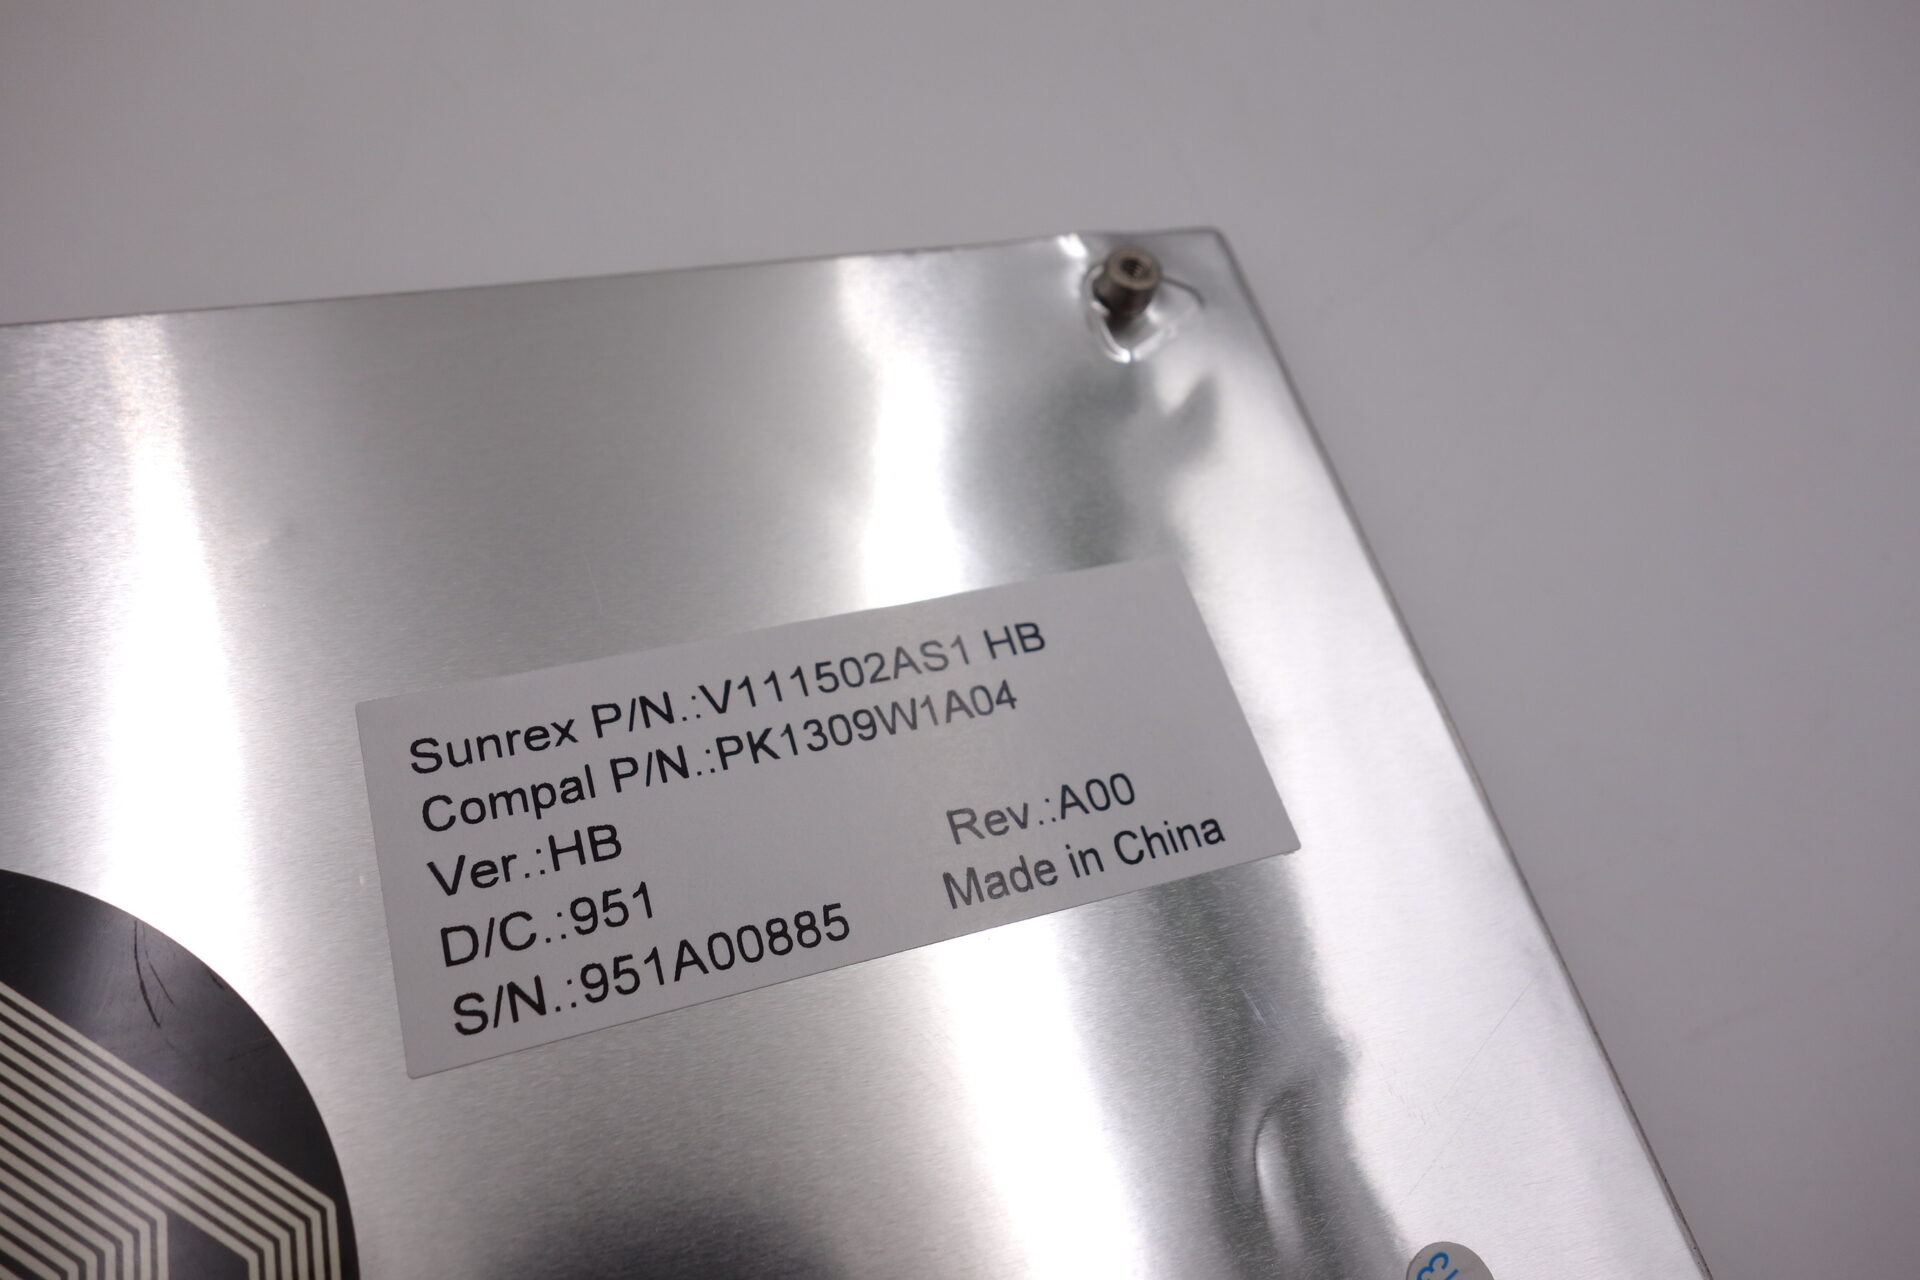 Sunrex P/N.:V111502AS1 HB
Compal P/N.:PK1309W1A04
Ver.:HB
Rev.:A00
D/C.:951
Made in China
S/N.:951A00885